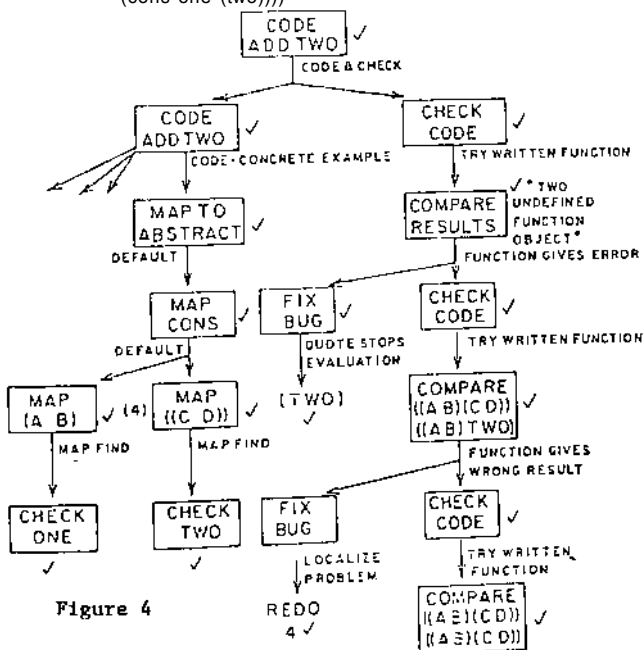 (cons one (two))))
CODE
ADD TWO
CODE & CHECK
CODE
ADD TWO
CHECK
CODE
CODE-CONCRETE EXAMPLE
TRY WRITTEN FUNCTION
MAP TO
ABSTRACT
COMPARE
RESULTS
"TWO
UNDEFINED
FUNCTION
OBJECT"
DEFAULT
FUNCTION GIVES ERROR
MAP
CONS
FIX
BUG
CHECK
CODE
DEFAULT
QUOTE STOPS
EVALUATION
TRY WRITTEN FUNCTION
MAP
(A B)
(4)
MAP
((C D))
(TWO)
COMPARE
((A B)(C D))
((A B) TWO)
MAP FIND
MAP FIND
FUNCTION GIVES
WRONG RESULT
CHECK
ONE
CHECK
TWO
FIX
BUG
CHECK
CODE
LOCALIZE
PROBLEM
TRY WRITTEN
FUNCTION
Figure 4
REDO
4
COMPARE
((A B)(C D))
((A B)(C D))